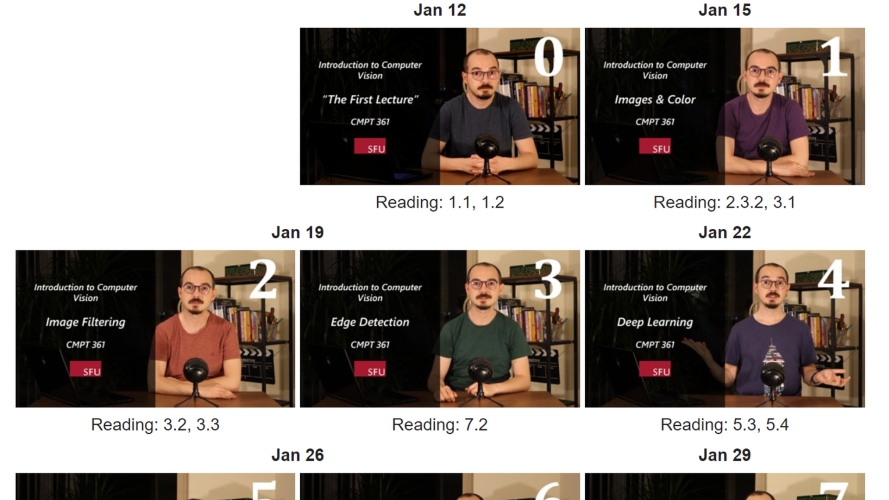 Jan 12
Jan 15
Introduction to Computer
Vision
"The First Lecture"
CMPT 361
SFU
0
Introduction to Computer
Vision
Images & Color
CMPT 361
SFU
1
Reading: 1.1, 1.2
Reading: 2.3.2, 3.1
Jan 19
Jan 22
Introduction to Computer
Vision
Image Filtering
CMPT 361
SFU
2
Introduction to Computer
Vision
Edge Detection
CMPT 361
SFU
3
Introduction to Computer
Vision
Deep Learning
CMPT 361
SFU
4
Reading: 3.2, 3.3
Reading: 7.2
Reading: 5.3, 5.4
Jan 26
Jan 29
5
6
7